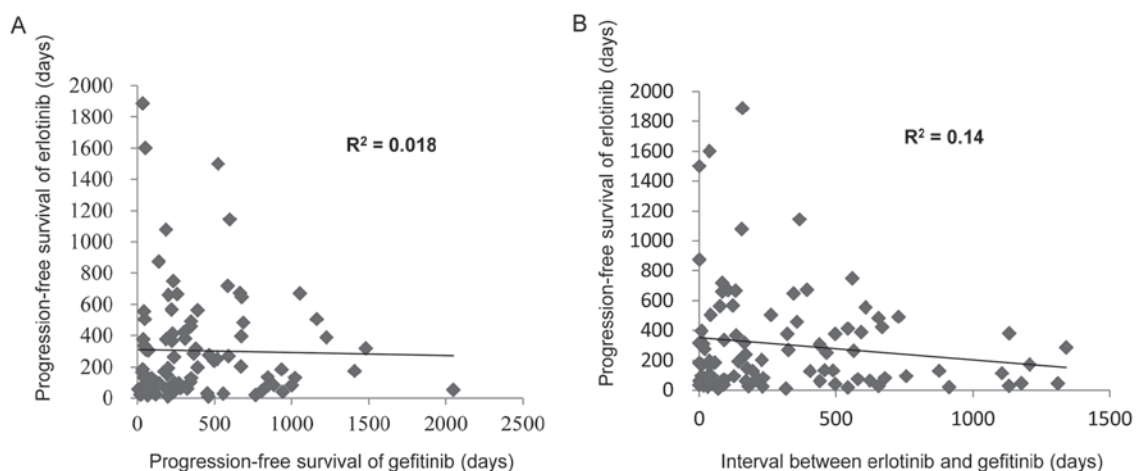 A
Progression-free survival of erlotinib (days)
2000
1800
1600
1400
1200
1000
800
600
400
200
0
R² = 0.018
0 500 1000 1500 2000 2500
Progression-free survival of gefitinib (days)
B
Progression-free survival of erlotinib (days)
2000
1800
1600
1400
1200
1000
800
600
400
200
0
R² = 0.14
0 500 1000 1500
Interval between erlotinib and gefitinib (days)